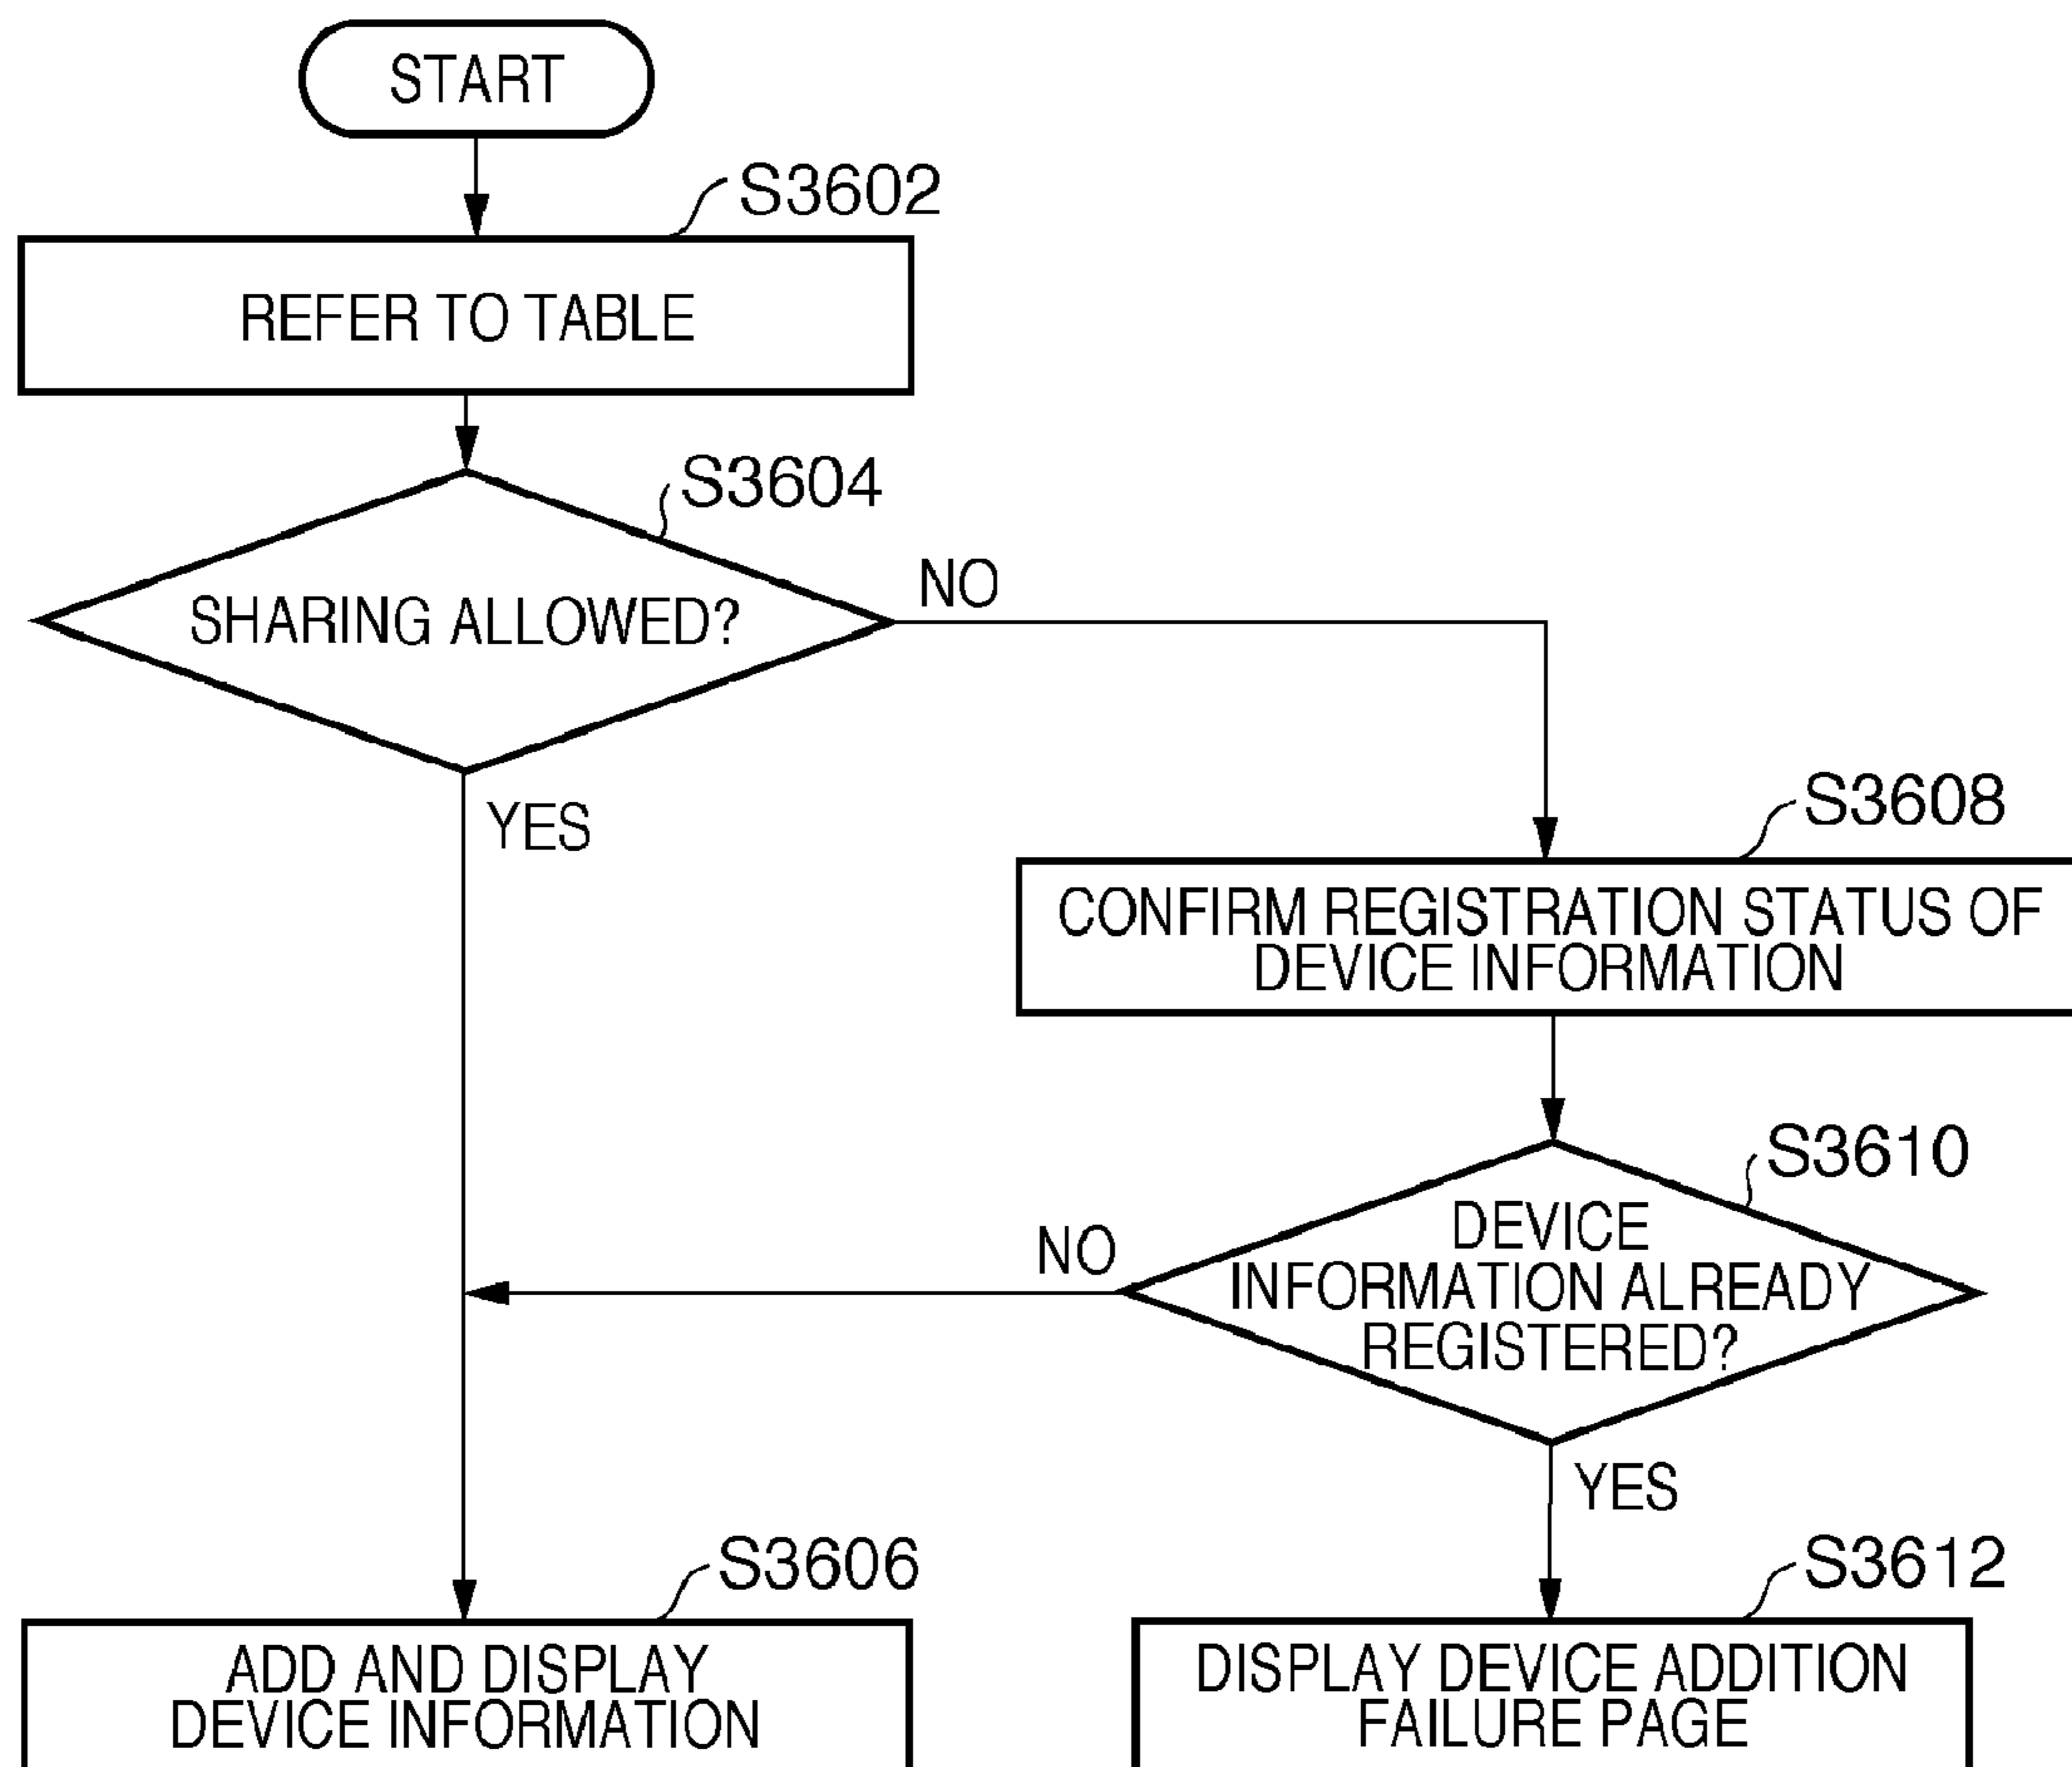 START
S3602
REFER TO TABLE
S3604
SHARING ALLOWED?
NO
YES
S3608
CONFIRM REGISTRATION STATUS OF
DEVICE INFORMATION
S3610
DEVICE
INFORMATION ALREADY
REGISTERED?
NO
YES
S3606
ADD AND DISPLAY
DEVICE INFORMATION
S3612
DISPLAY DEVICE ADDITION
FAILURE PAGE